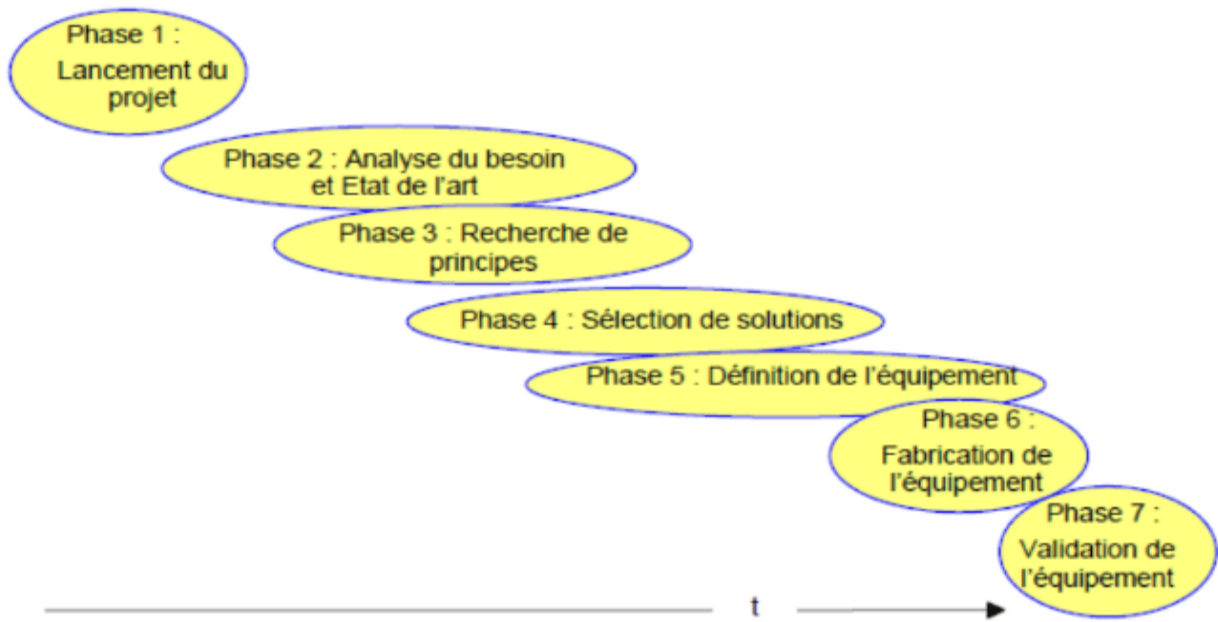 Phase 1 :
Lancement du
projet
Phase 2 : Analyse du besoin
et Etat de l'art
Phase 3 : Recherche de
principes
Phase 4 : Sélection de solutions
Phase 5 : Définition de l'équipement
Phase 6 :
Fabrication de
l'équipement
Phase 7 :
Validation de
l'équipement
t